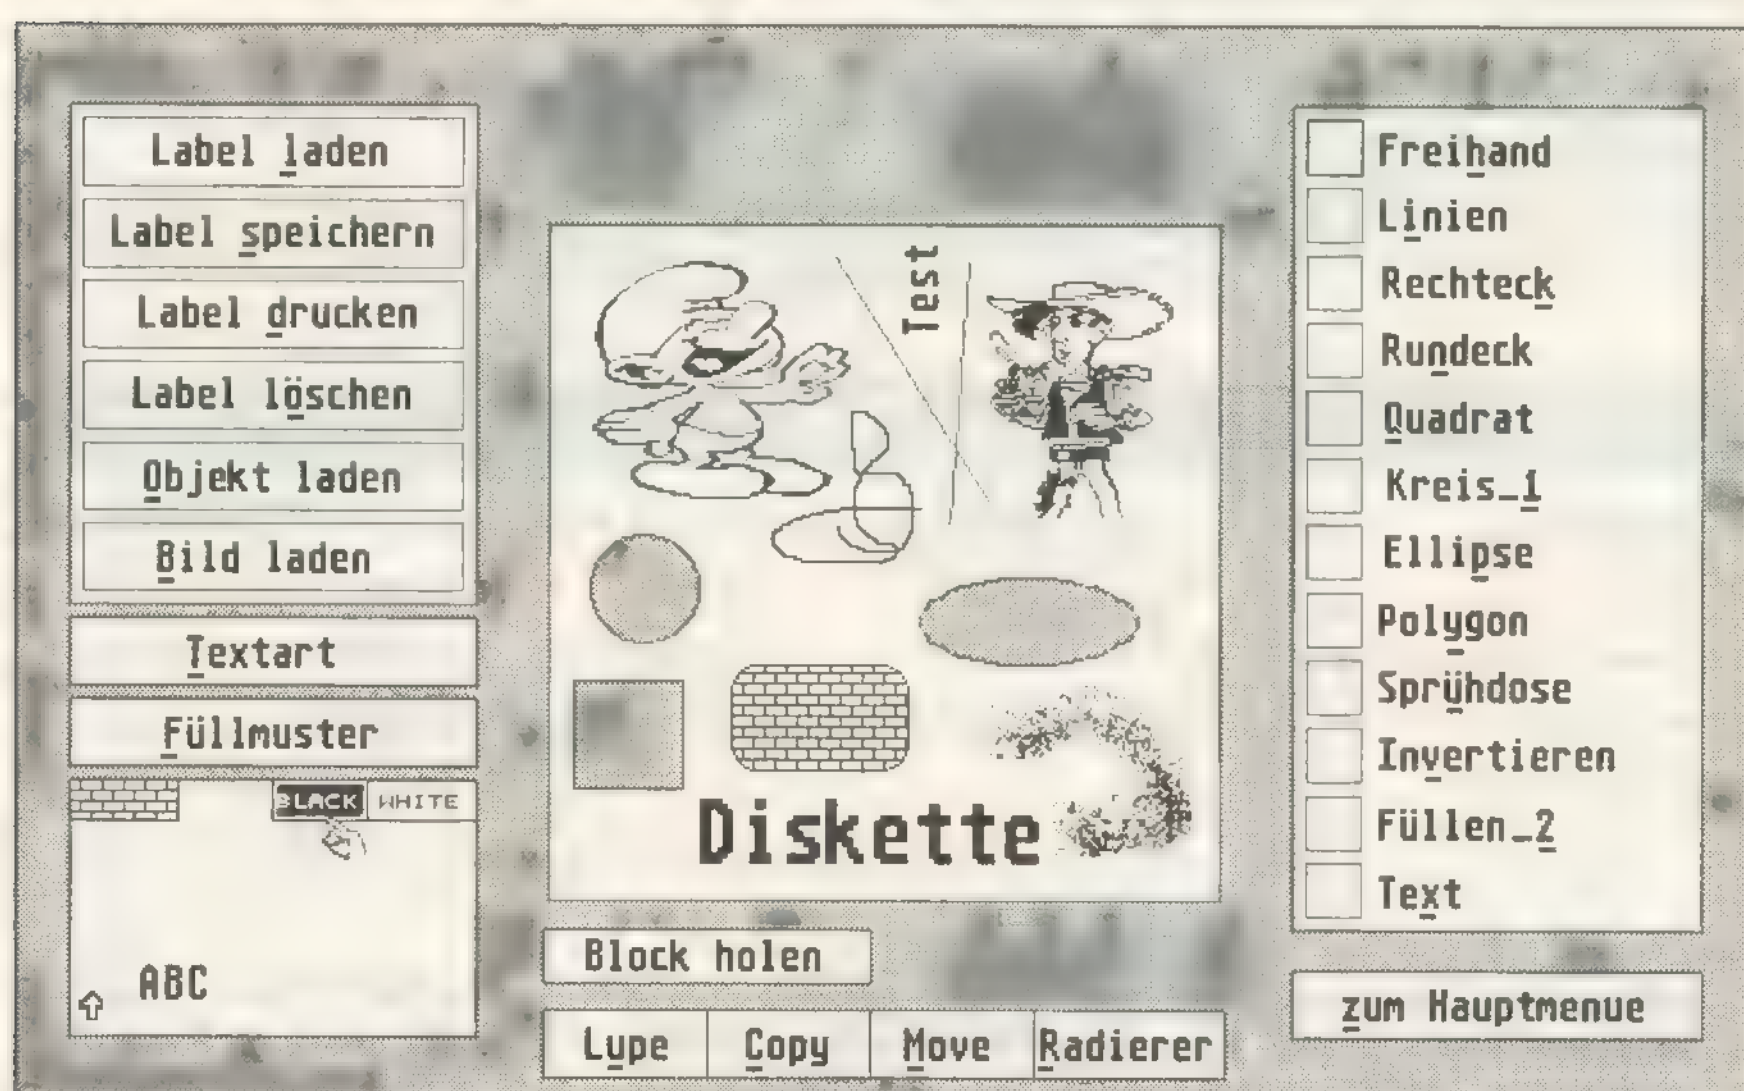 Label laden
Label speichern
Label drucken
Label löschen
Objekt laden
Bild laden
Textart
Füllmuster
BLACK WHITE
ABC
Test
Diskette
Block holen
Lupe Copy Move Radierer
Freihand
Linien
Rechteck
Rundeck
Quadrat
Kreis_1
Ellipse
Polygon
Sprühdose
Invertieren
Füllen_2
Text
zum Hauptmenue